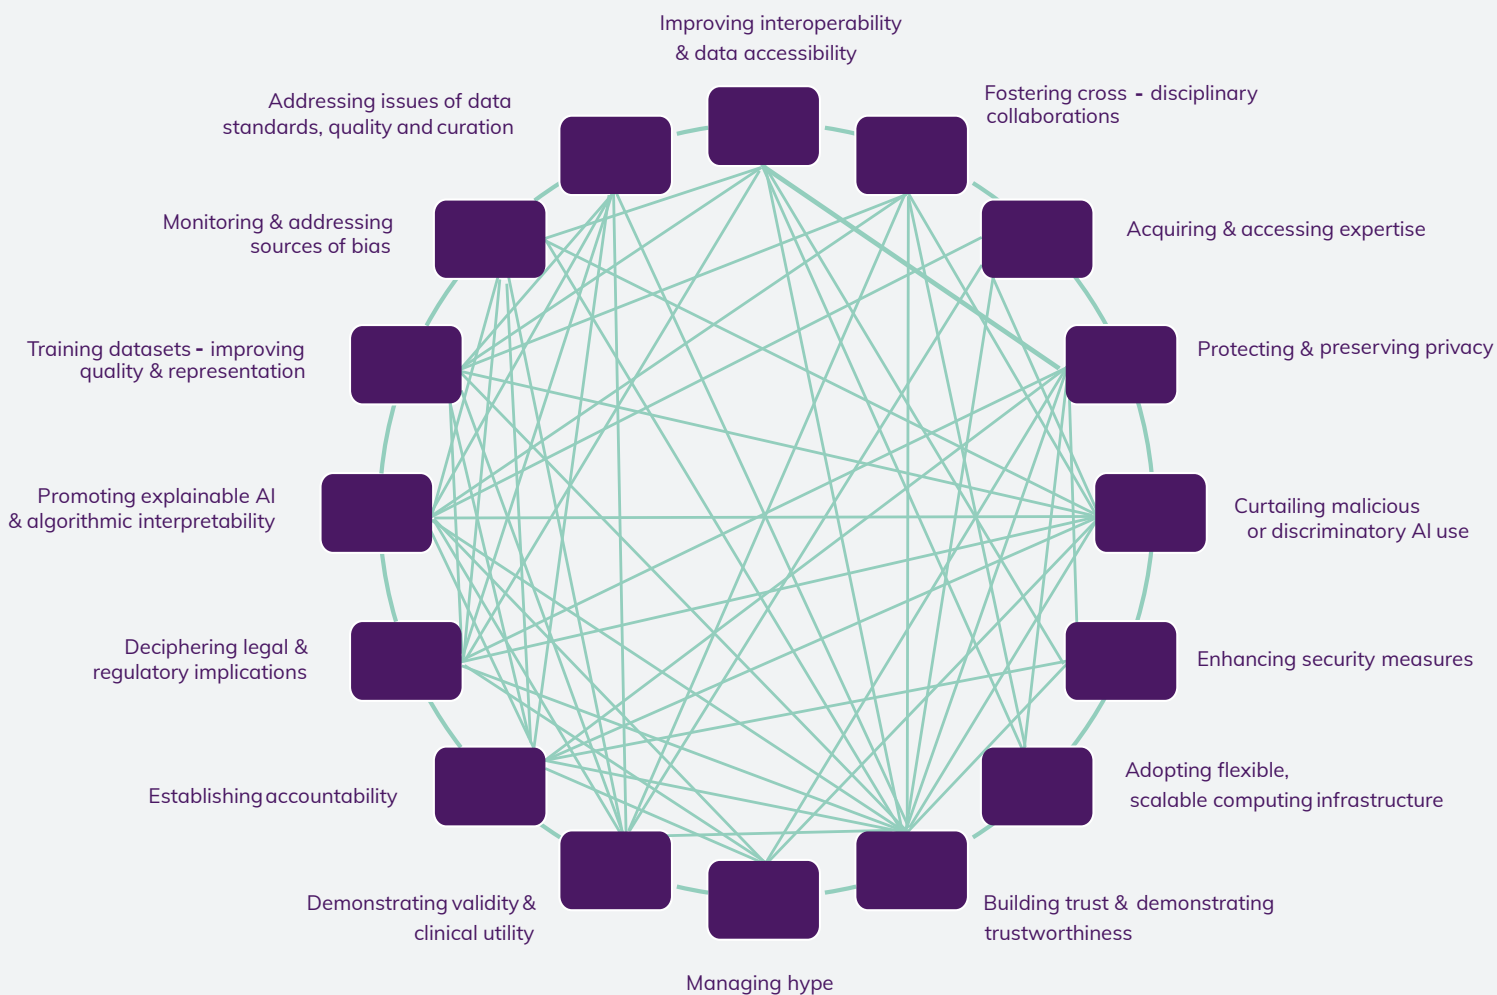 Improving interoperability
& data accessibility
Fostering cross - disciplinary
collaborations
Acquiring & accessing expertise
Protecting & preserving privacy
Curtailing malicious
or discriminatory AI use
Enhancing security measures
Adopting flexible,
scalable computing infrastructure
Building trust & demonstrating
trustworthiness
Managing hype
Demonstrating validity &
clinical utility
Establishing accountability
Deciphering legal &
regulatory implications
Promoting explainable AI
& algorithmic interpretability
Training datasets - improving
quality & representation
Monitoring & addressing
sources of bias
Addressing issues of data
standards, quality and curation